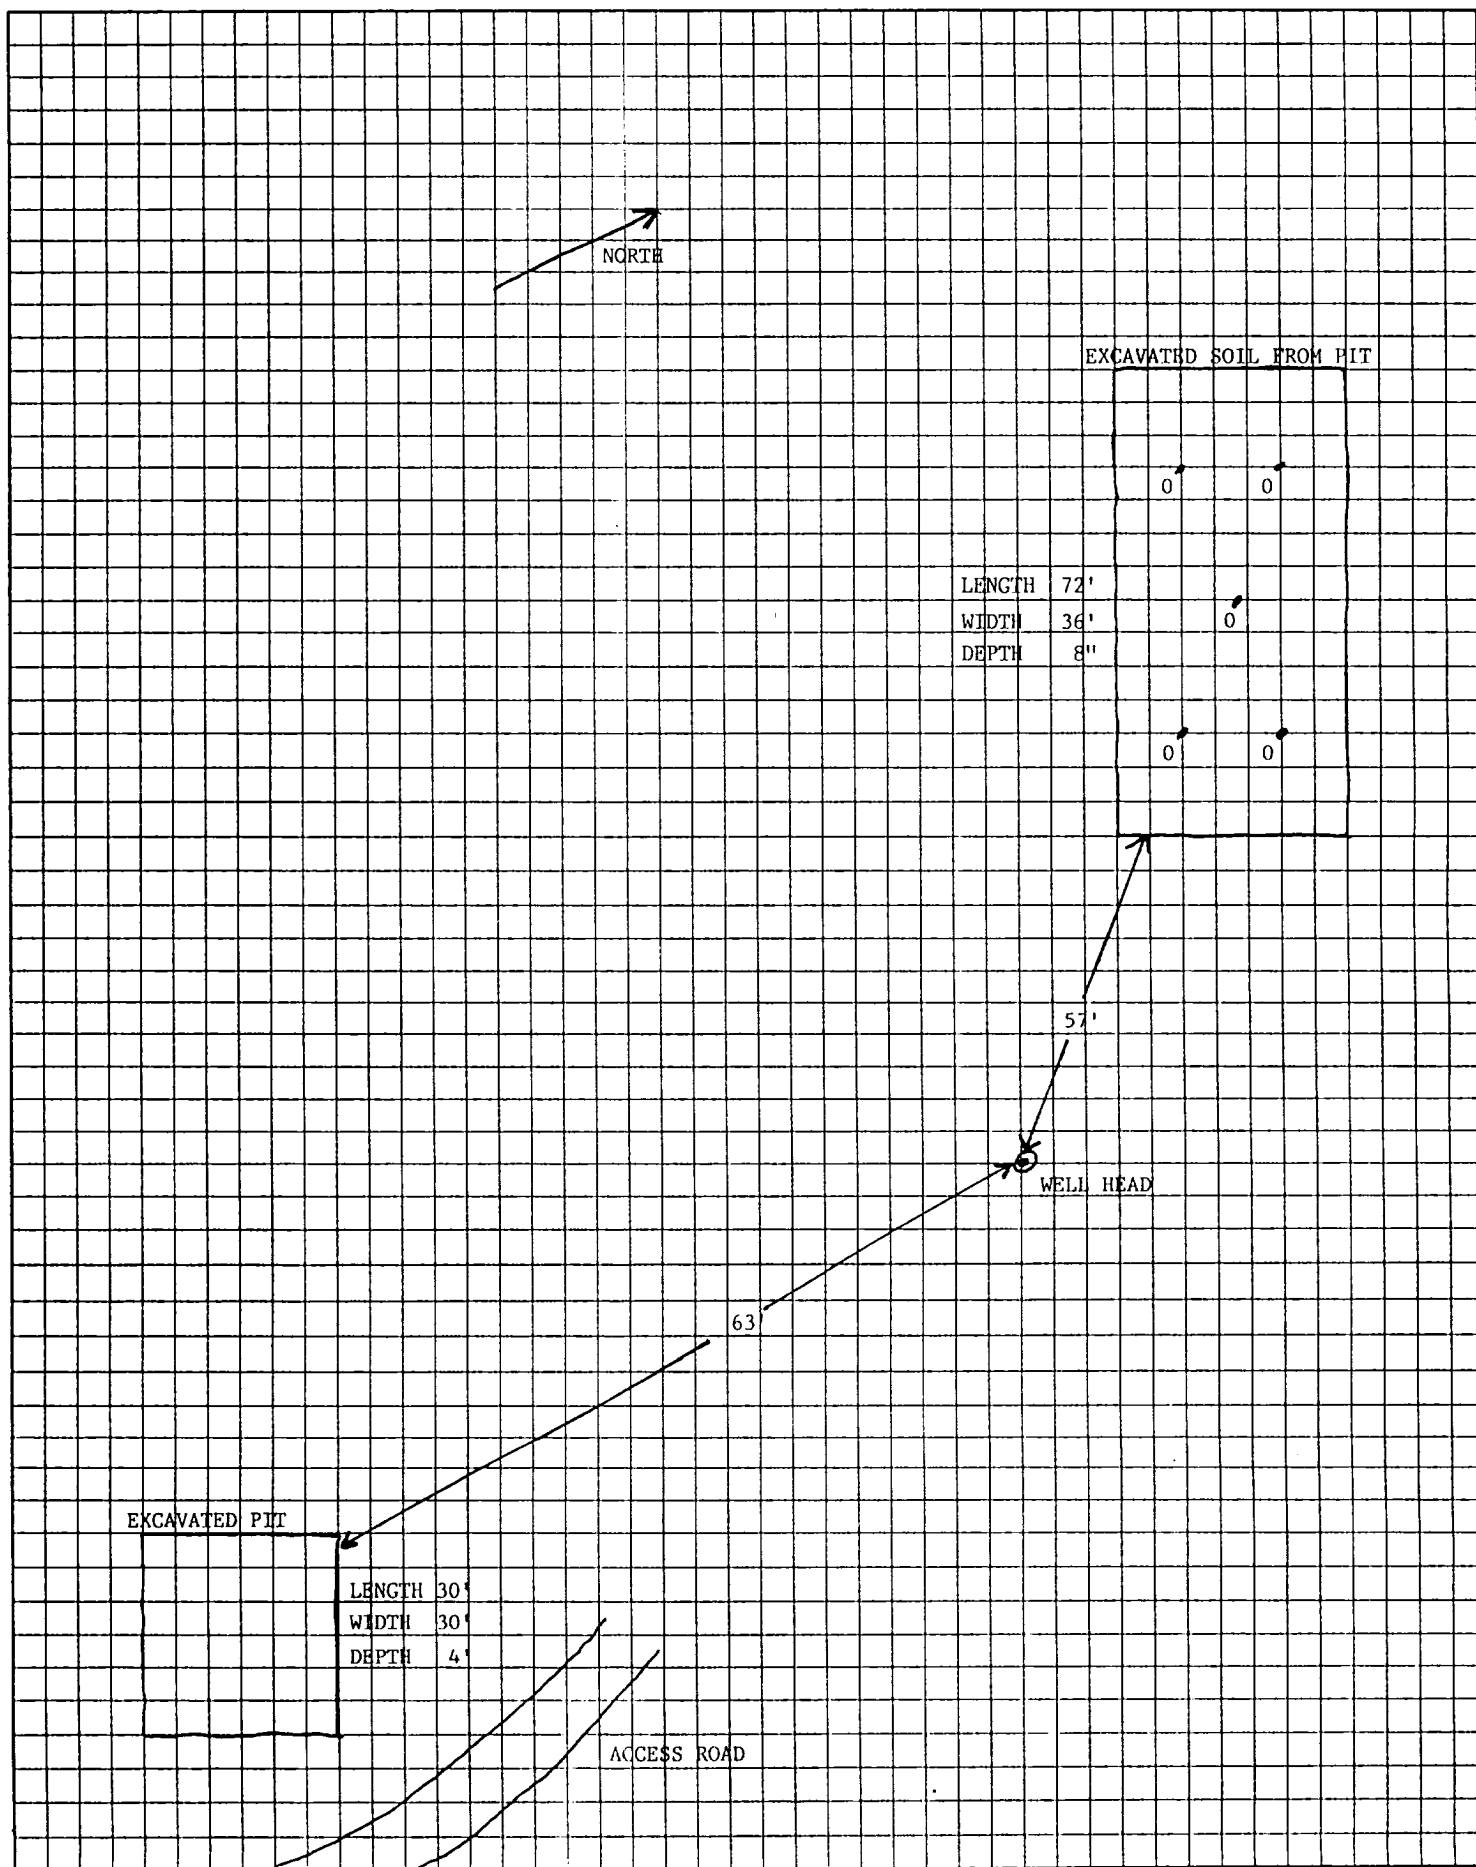 NORTH
EXCAVATED SOIL FROM PIT
0 0
LENGTH 72'
WIDTH 36'
DEPTH 8"
0
0 0
57'
WELL HEAD
63'
EXCAVATED PIT
LENGTH 30'
WIDTH 30'
DEPTH 4'
ACCESS ROAD